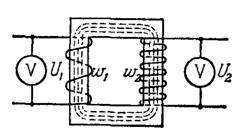 V U₁ w₁ w₂ V U₂